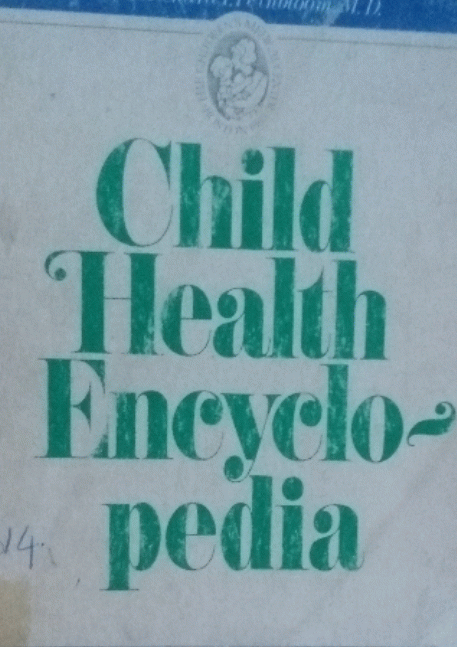 M.D.
Child
Health
Encyclo-
pedia
14.